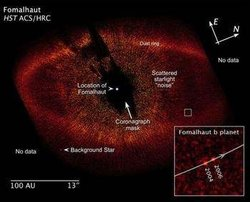 Fomalhaut
HST ACS/HRC
E
N
Dust ring
No data
Location of
Fomalhaut
Scattered
starlight
"noise"
Coronagraph
mask
No data
Background Star
Fomalhaut b planet
2006
2004
100 AU
13"